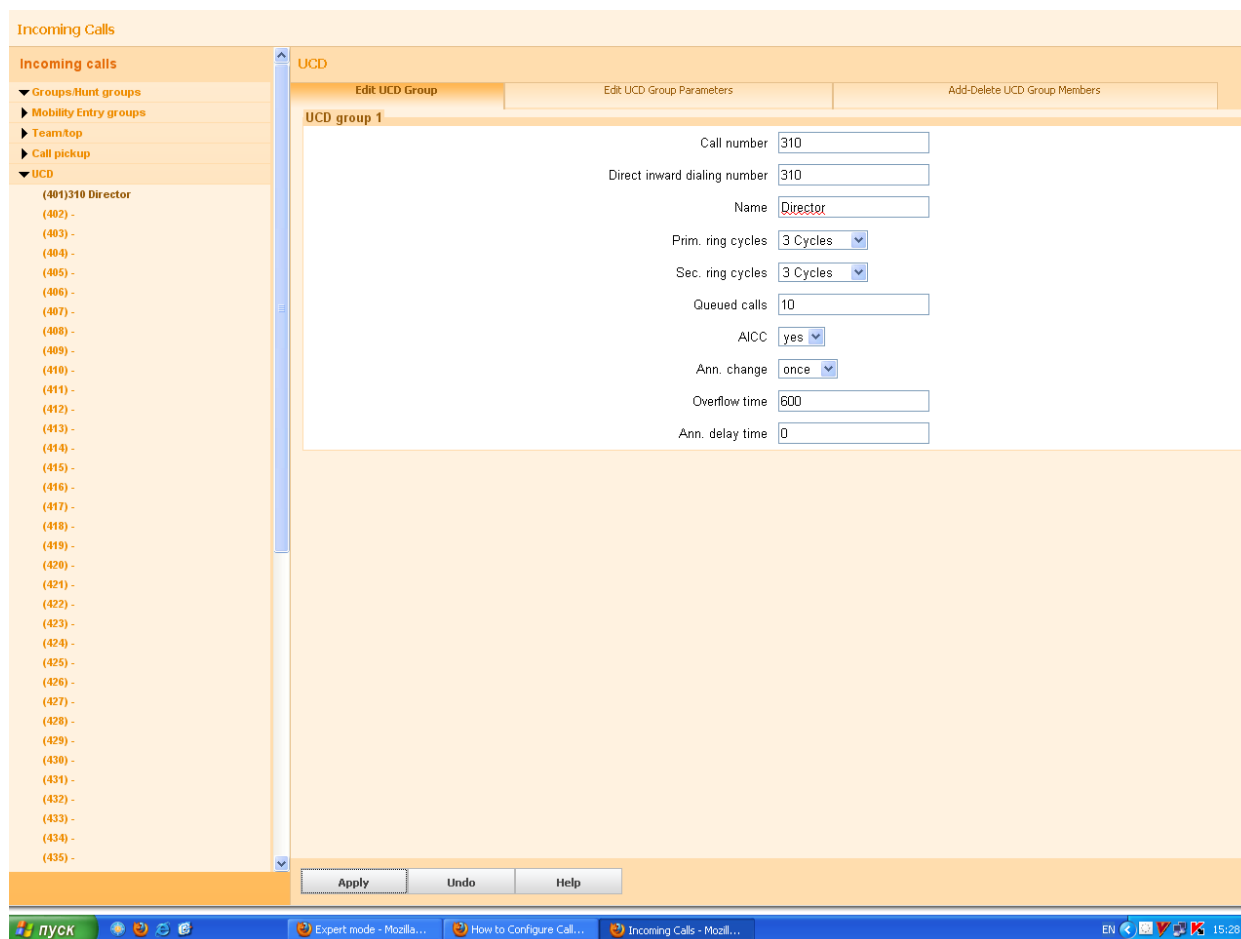 Incoming Calls
Incoming calls
Groups/Hunt groups
Mobility Entry groups
Team/top
Call pickup
UCD
(401)310 Director
(402) -
(403) -
(404) -
(405) -
(406) -
(407) -
(408) -
(409) -
(410) -
(411) -
(412) -
(413) -
(414) -
(415) -
(416) -
(417) -
(418) -
(419) -
(420) -
(421) -
(422) -
(423) -
(424) -
(425) -
(426) -
(427) -
(428) -
(429) -
(430) -
(431) -
(432) -
(433) -
(434) -
(435) -
UCD
Edit UCD Group Edit UCD Group Parameters Add-Delete UCD Group Members
UCD group 1
Call number 310
Direct inward dialing number 310
Name Director
Prim. ring cycles 3 Cycles
Sec. ring cycles 3 Cycles
Queued calls 10
AICC yes
Ann. change once
Overflow time 600
Ann. delay time 0
Apply Undo Help
пуск Expert mode - Mozilla... How to Configure Call... Incoming Calls - Mozill... EN 15:28